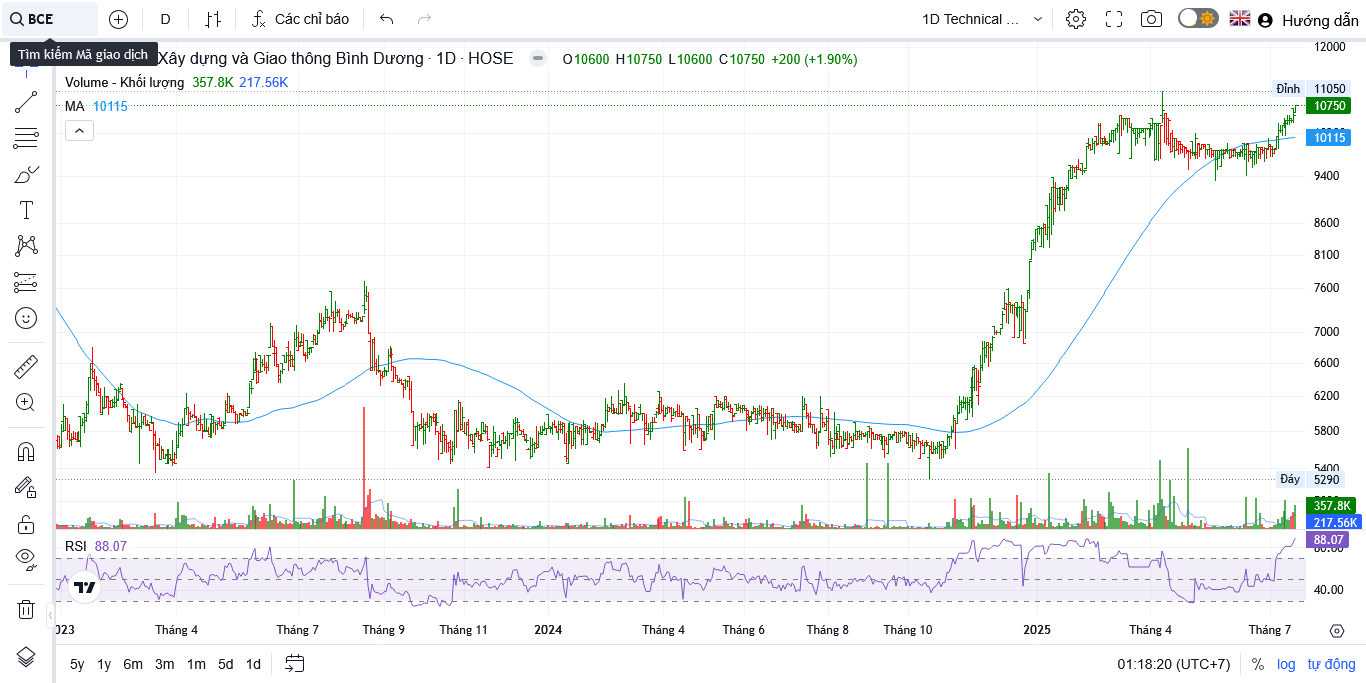 BCE
D
Các chỉ báo
1D Technical ...
Hướng dẫn
Tìm kiếm Mã giao dịch
Xây dựng và Giao thông Bình Dương · 1D · HOSE
O10600 H10750 L10600 C10750 +200 (+1.90%)
Volume - Khối lượng 357.8K 217.56K
MA 10115
12000
Đỉnh 11050
10750
10115
9400
8600
8100
7600
7000
6600
6200
5800
5400
Đáy 5290
357.8K
217.56K
RSI 88.07
88.07
80.00
40.00
023
Tháng 4
Tháng 7
Tháng 9
Tháng 11
2024
Tháng 4
Tháng 6
Tháng 8
Tháng 10
2025
Tháng 4
Tháng 7
5y 1y 6m 3m 1m 5d 1d
01:18:20 (UTC+7)
% log tự động